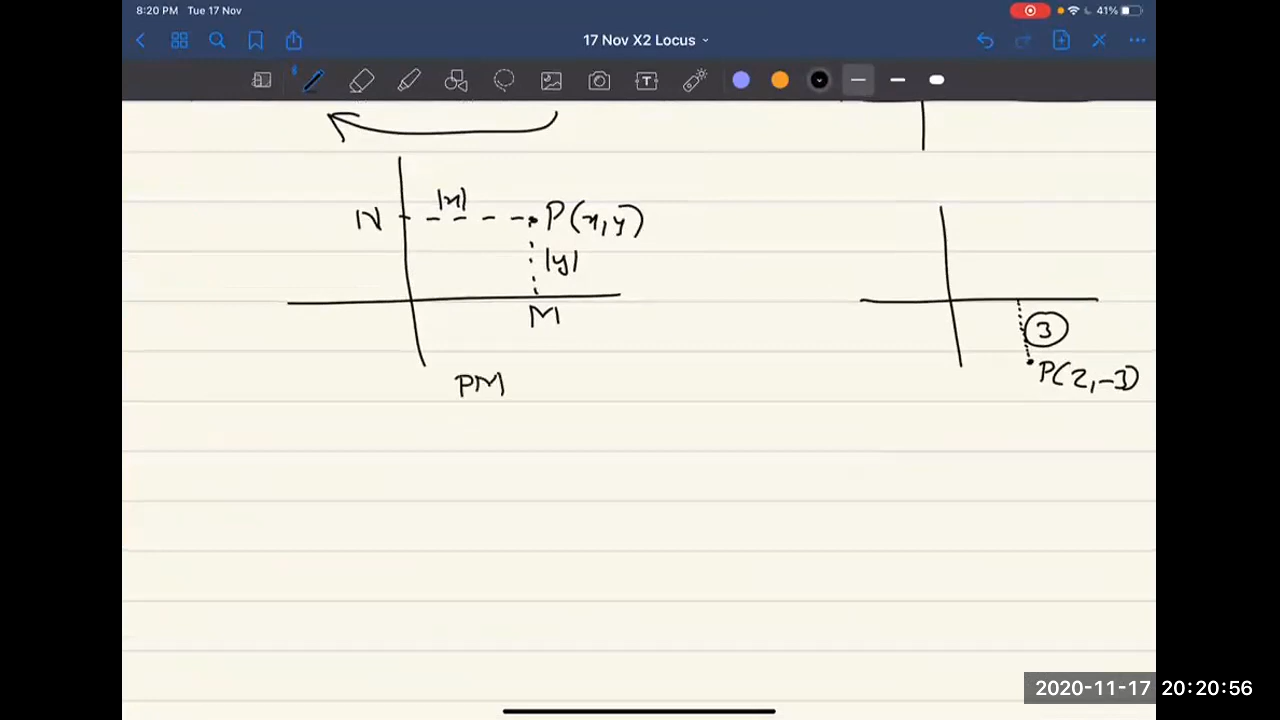 8:20 PM Tue 17 Nov
41%
17 Nov X2 Locus
T
|x|
N
P(x,y)
|y|
M
3
P(2,-3)
PM
2020-11-17 20:20:56